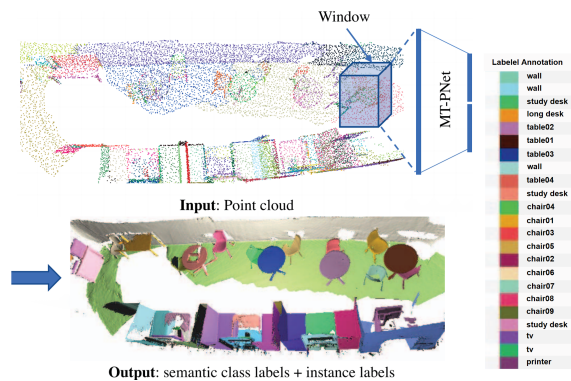 Window
MT-PNet
Input: Point cloud
Output: semantic class labels + instance labels
Labelel Annotation
wall
wall
study desk
long desk
table02
table01
table03
wall
table04
study desk
chair04
chair01
chair03
chair05
chair02
chair06
chair07
chair08
chair09
study desk
tv
tv
printer